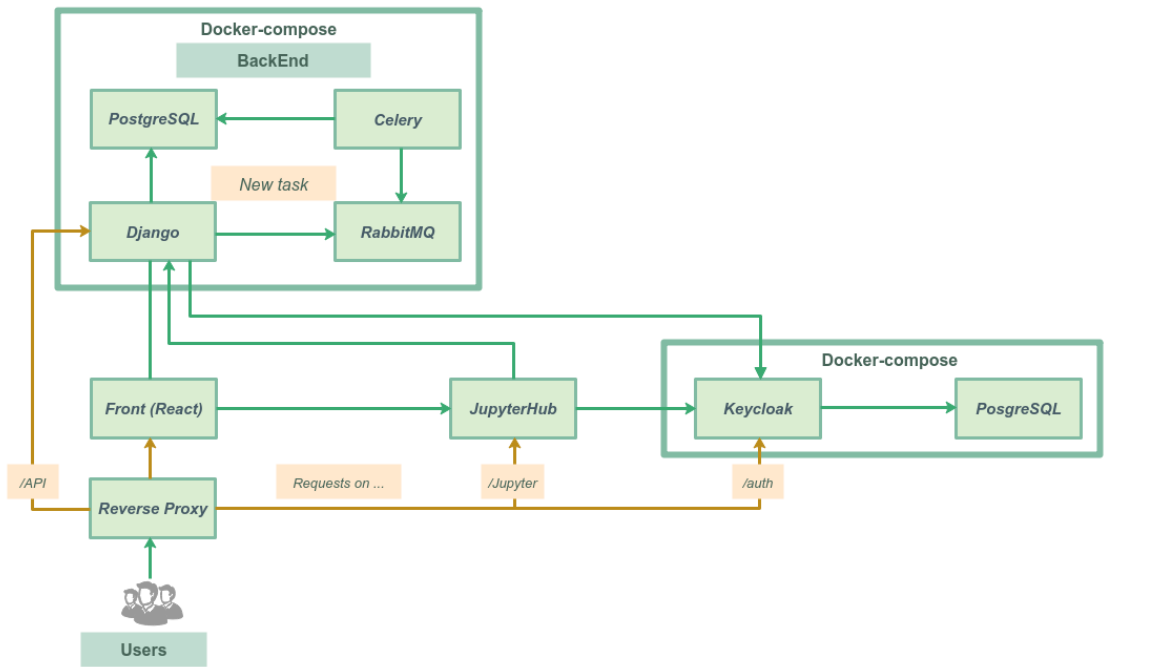 Docker-compose
BackEnd
PostgreSQL
Celery
New task
Django
RabbitMQ
Docker-compose
Front (React)
JupyterHub
Keycloak
PosgreSQL
/API
Requests on ...
/Jupyter
/auth
Reverse Proxy
Users